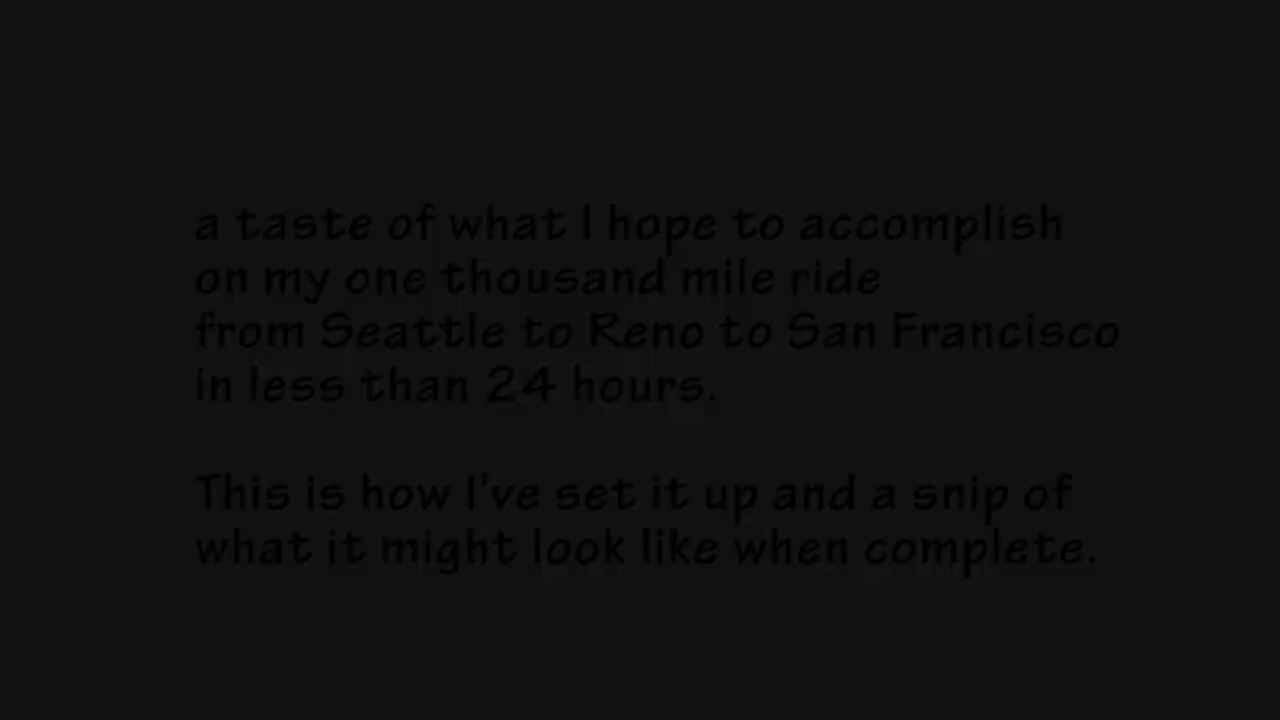 a taste of what I hope to accomplish
on my one thousand mile ride
from Seattle to Reno to San Francisco
in less than 24 hours.
This is how I've set it up and a snip of
what it might look like when complete.